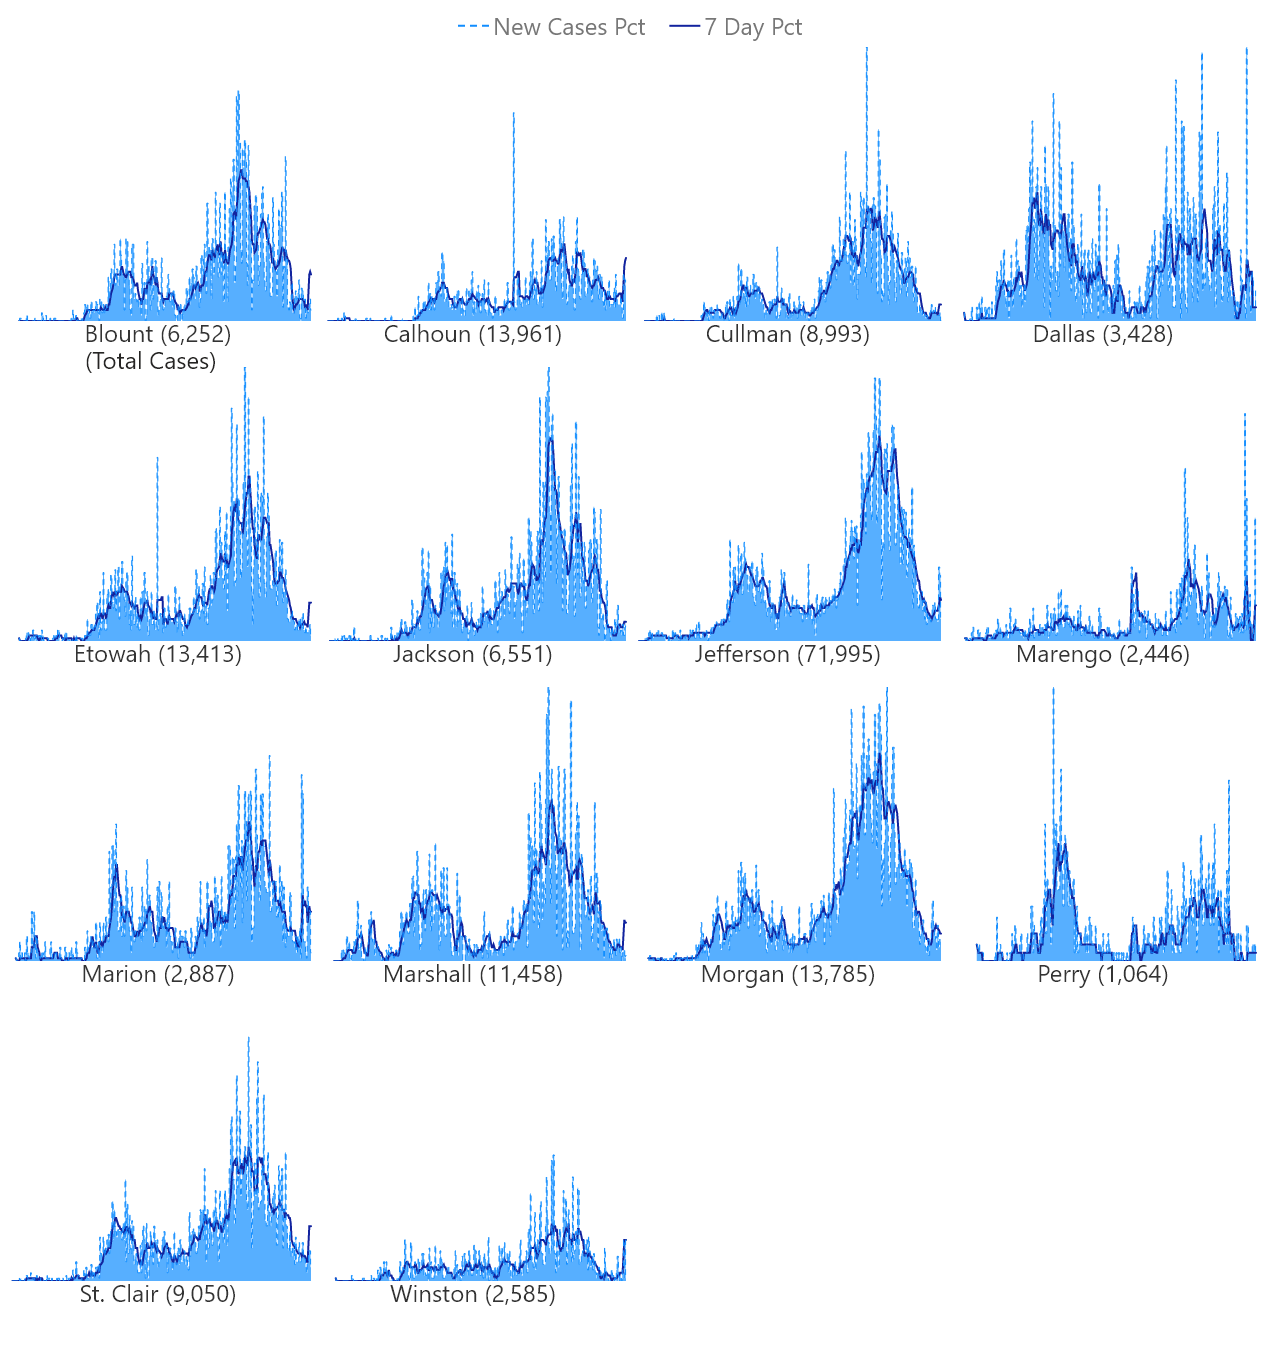 New Cases Pct 7 Day Pct
Blount (6,252)
(Total Cases)
Calhoun (13,961)
Cullman (8,993)
Dallas (3,428)
Etowah (13,413)
Jackson (6,551)
Jefferson (71,995)
Marengo (2,446)
Marion (2,887)
Marshall (11,458)
Morgan (13,785)
Perry (1,064)
St. Clair (9,050)
Winston (2,585)